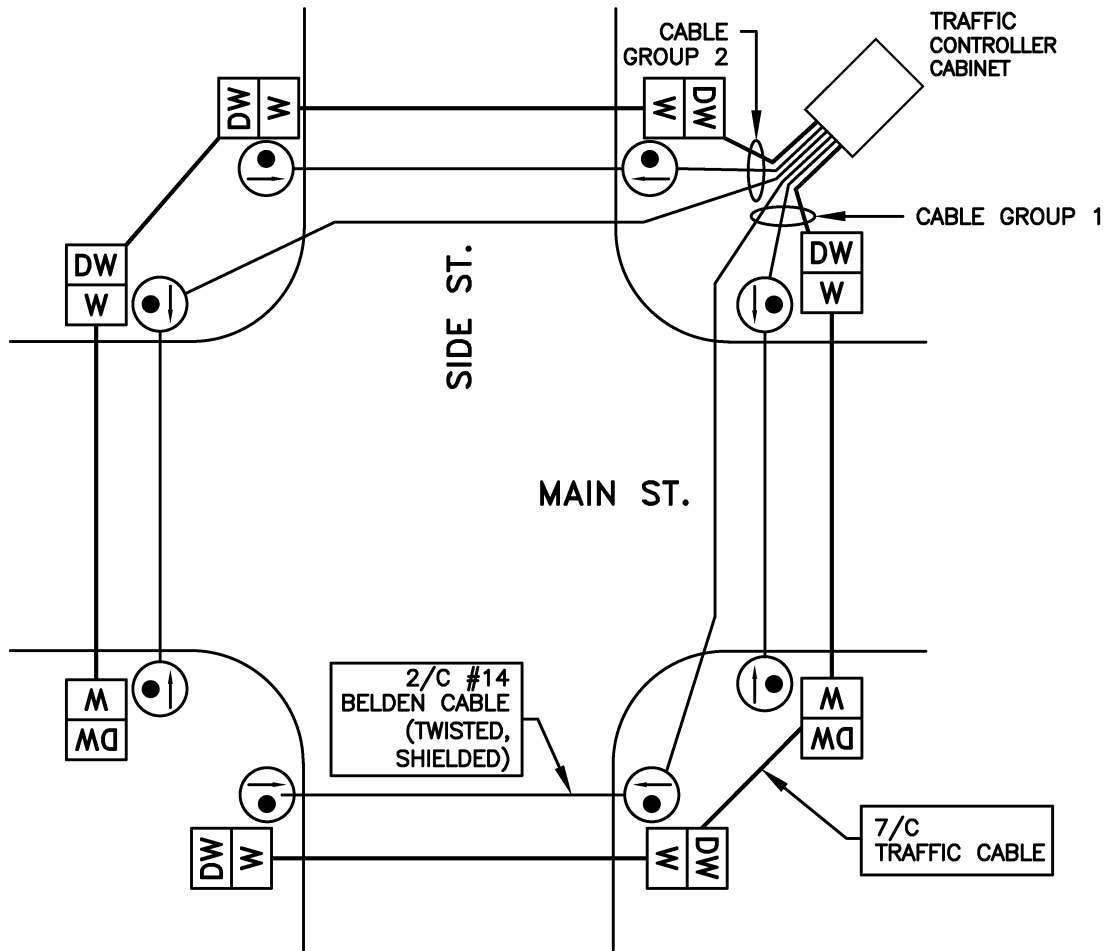 CABLE
GROUP 2
TRAFFIC
CONTROLLER
CABINET
DW W
W DW
CABLE GROUP 1
DW
W
DW
W
SIDE ST.
MAIN ST.
2/C #14
BELDEN CABLE
(TWISTED,
SHIELDED)
W
DW
W
DW
DW W
W DW
7/C
TRAFFIC CABLE